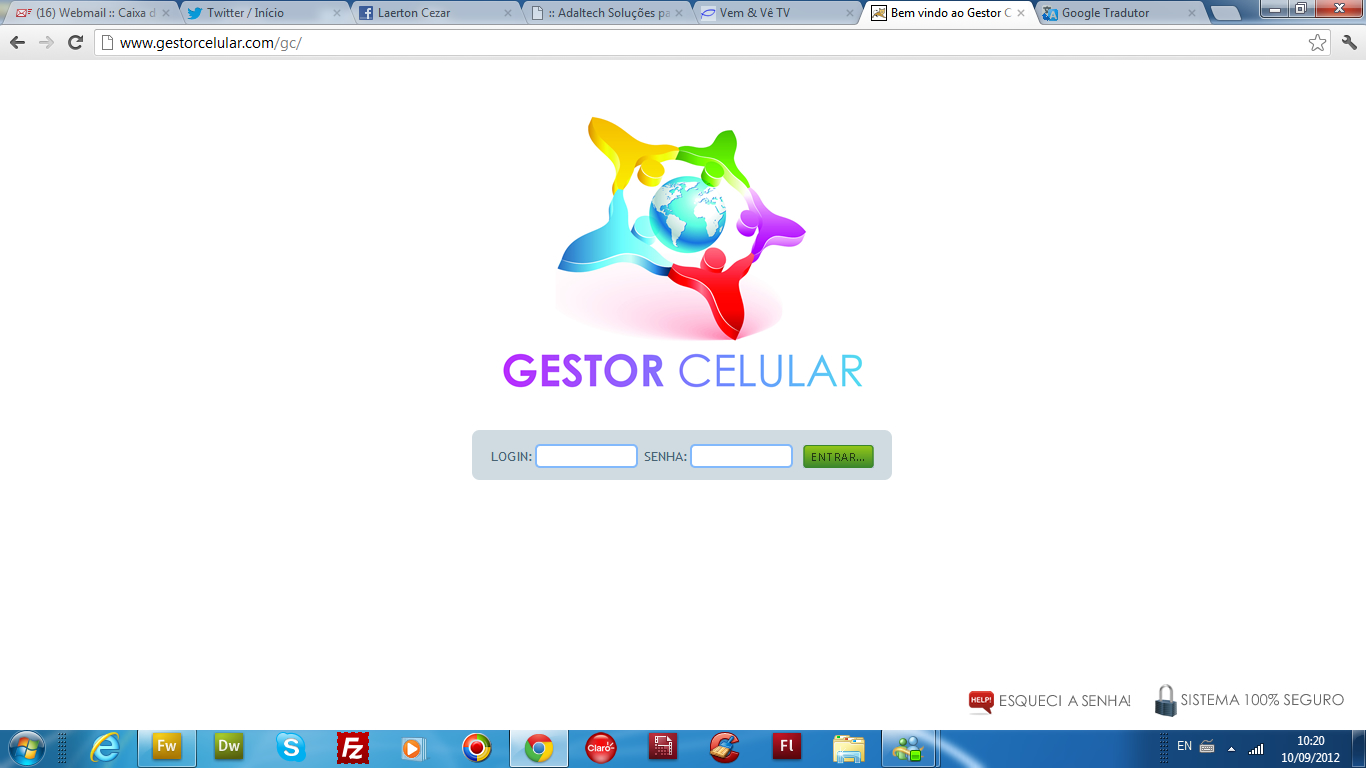 (16) Webmail :: Caixa d
Twitter / Início
Laerton Cezar
:: Adaltech Soluções pa
Vem & Vê TV
Bem vindo ao Gestor C
Google Tradutor
www.gestorcelular.com/gc/
GESTOR CELULAR
LOGIN: SENHA: ENTRAR...
HELP! ESQUECI A SENHA! SISTEMA 100% SEGURO
Fw Dw S Fz Claro Fl EN 10:20
10/09/2012